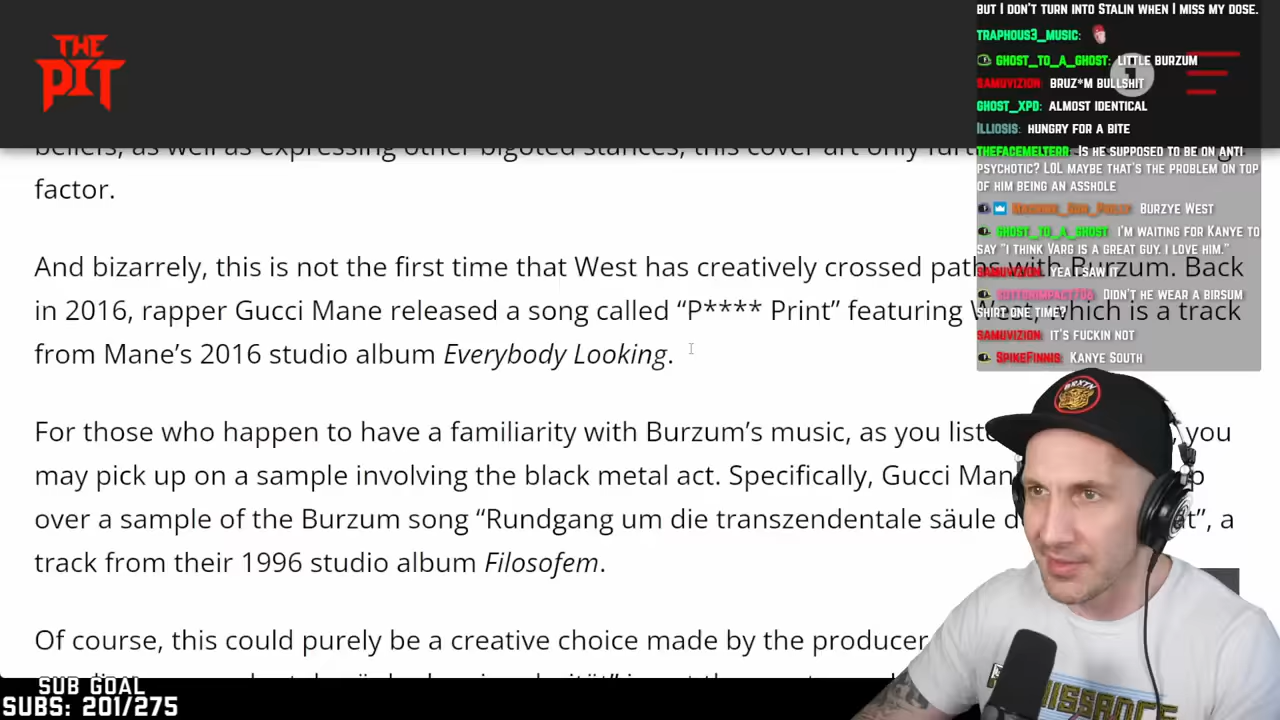 THE
PIT
factor.
And bizarrely, this is not the first time that West has creatively crossed paths with Burzum. Back
in 2016, rapper Gucci Mane released a song called “P**** Print” featuring West, which is a track
from Mane’s 2016 studio album Everybody Looking.
For those who happen to have a familiarity with Burzum’s music, as you you
may pick up on a sample involving the black metal act. Specifically, Gucci
over a sample of the Burzum song “Rundgang um die transzendentale säule a
track from their 1996 studio album Filosofem.
Of course, this could purely be a creative choice made by the producer
BUT I DON'T TURN INTO STALIN WHEN I MISS MY DOSE.
TRAPHOUS3_MUSIC:
GHOST_TO_A_GHOST: LITTLE BURZUM
SAMUVIZION: BRUZ*M BULLSHIT
GHOST_XPD: ALMOST IDENTICAL
ILLIOSIS: HUNGRY FOR A BITE
THEFACEMELTERR: IS HE SUPPOSED TO BE ON ANTI
PSYCHOTIC? LOL MAYBE THAT'S THE PROBLEM ON TOP
OF HIM BEING AN ASSHOLE
BURZYE WEST
GHOST_TO_A_GHOST: I'M WAITING FOR KANYE TO
SAY "I THINK VARG IS A GREAT GUY. I LOVE HIM."
SAMUVIZION: YEA I SAW IT
DIDN'T HE WEAR A BIRSUM
SHIRT ONE TIME?
SAMUVIZION: IT'S FUCKIN NOT
SPIKEFINNIS: KANYE SOUTH
SUB GOAL
SUBS: 201/275